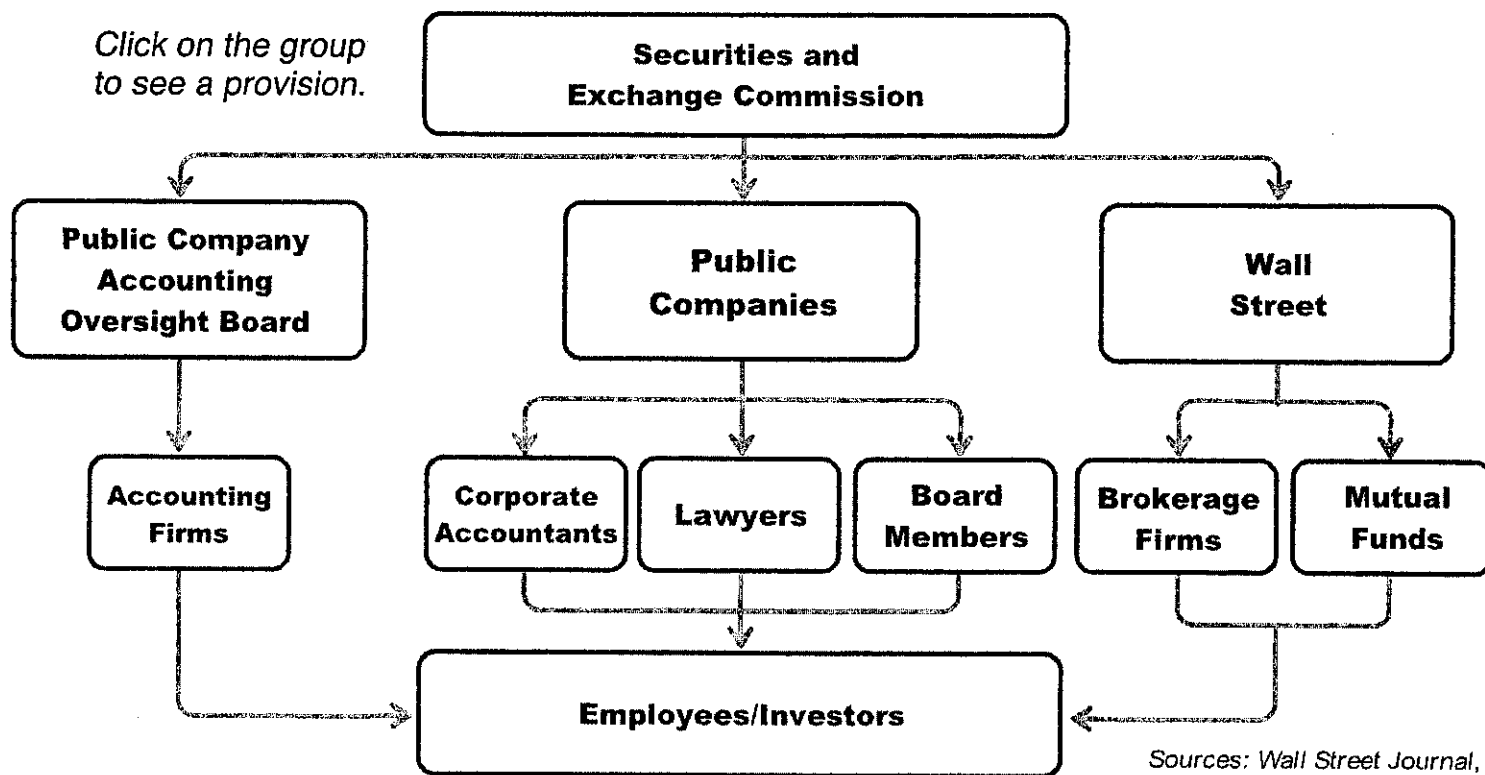 Click on the group
to see a provision.
Securities and
Exchange Commission
Public Company
Accounting
Oversight Board
Public
Companies
Wall
Street
Accounting
Firms
Corporate
Accountants
Lawyers
Board
Members
Brokerage
Firms
Mutual
Funds
Employees/Investors
Sources: Wall Street Journal,